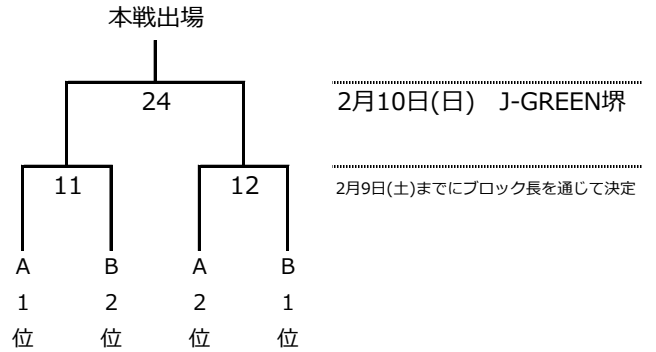 本戦出場
24
2月10日(日) J-GREEN堺
11
12
2月9日(土)までにブロック長を通じて決定
A B A B
1 2 2 1
位 位 位 位